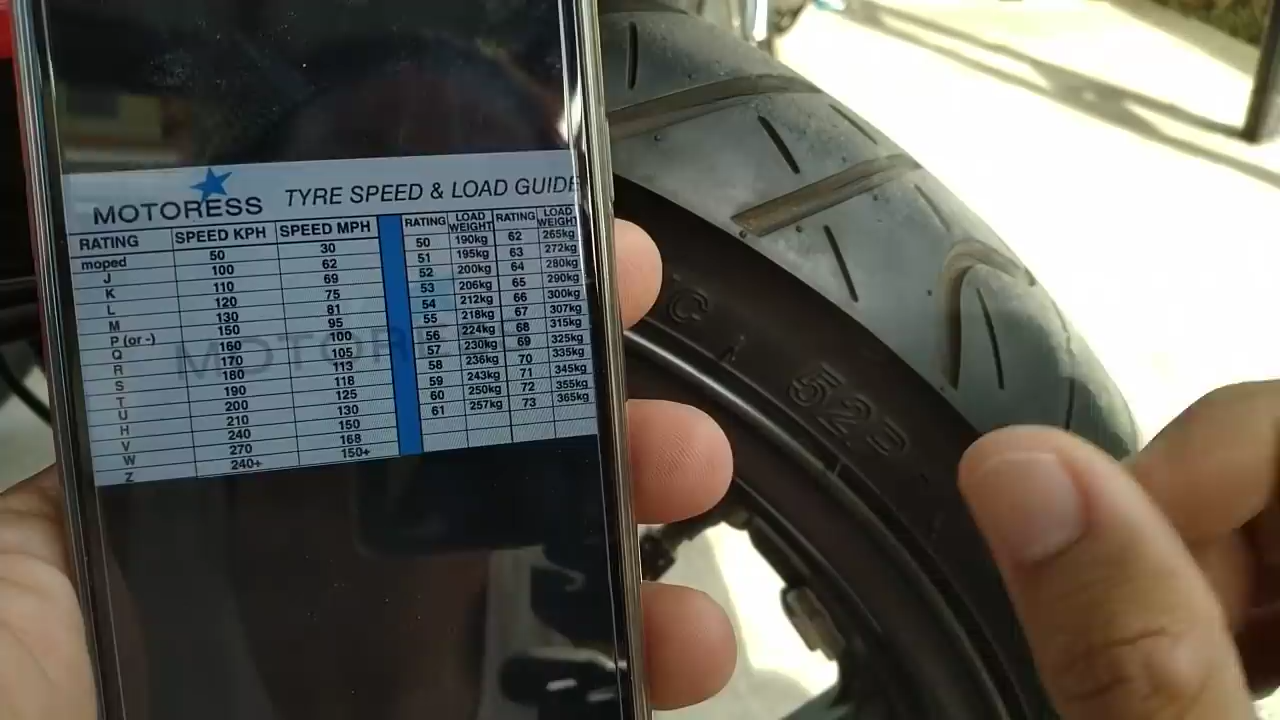 MOTORESS TYRE SPEED & LOAD GUIDE
RATING SPEED KPH SPEED MPH RATING LOAD WEIGHT RATING LOAD WEIGHT
moped 50 30 50 190kg 62 265kg
J 100 62 51 195kg 63 272kg
K 110 69 52 200kg 64 280kg
L 120 75 53 206kg 65 290kg
M 130 81 54 212kg 66 300kg
P (or -) 150 95 55 218kg 67 307kg
Q 160 100 56 224kg 68 315kg
R 170 105 57 230kg 69 325kg
S 180 113 58 236kg 70 335kg
T 190 118 59 243kg 71 345kg
U 200 125 60 250kg 72 355kg
H 210 130 61 257kg 73 365kg
V 240 150
W 270 168
Z 240+ 150+
C
52P